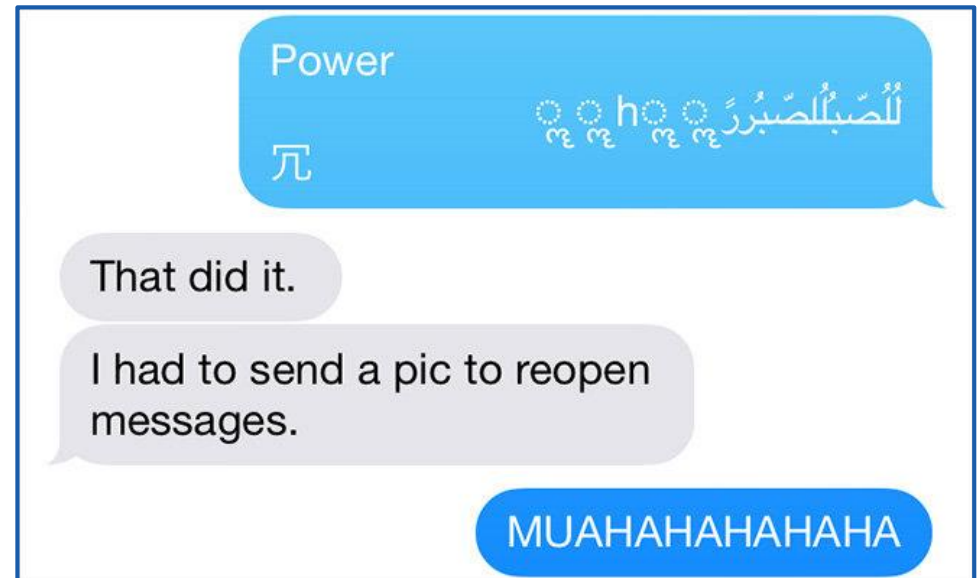 Power
لُلُصّبُلُلصّبُررً ॣ ॣh ॣ ॣ
冗
That did it.
I had to send a pic to reopen
messages.
MUAHAHAHAHAHA